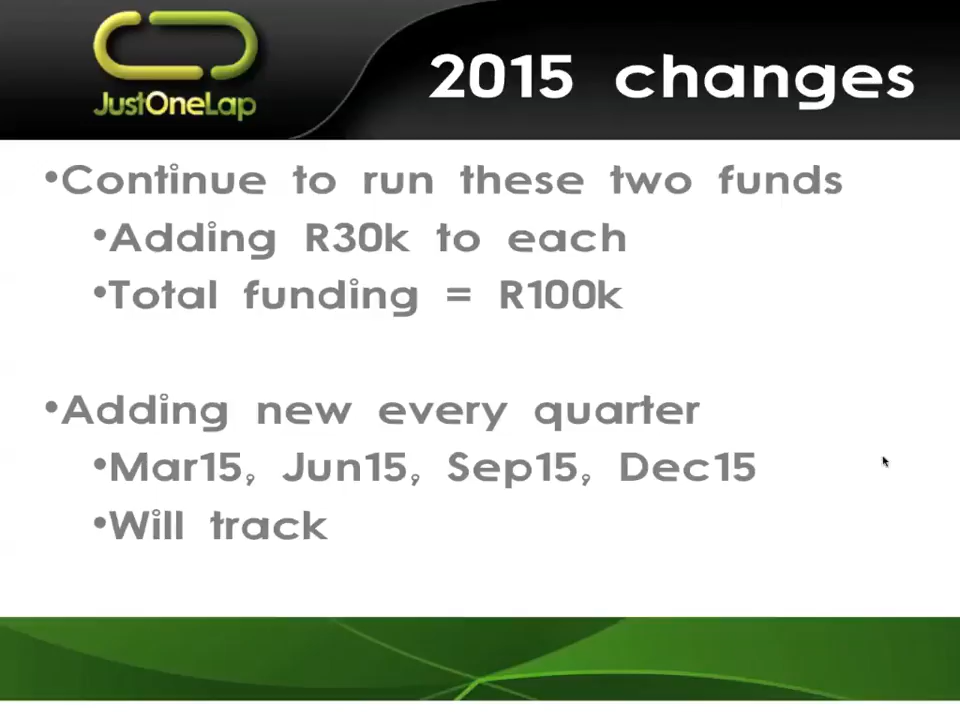 JustOneLap
2015 changes
•Continue to run these two funds
•Adding R30k to each
•Total funding = R100k
•Adding new every quarter
•Mar15, Jun15, Sep15, Dec15
•Will track